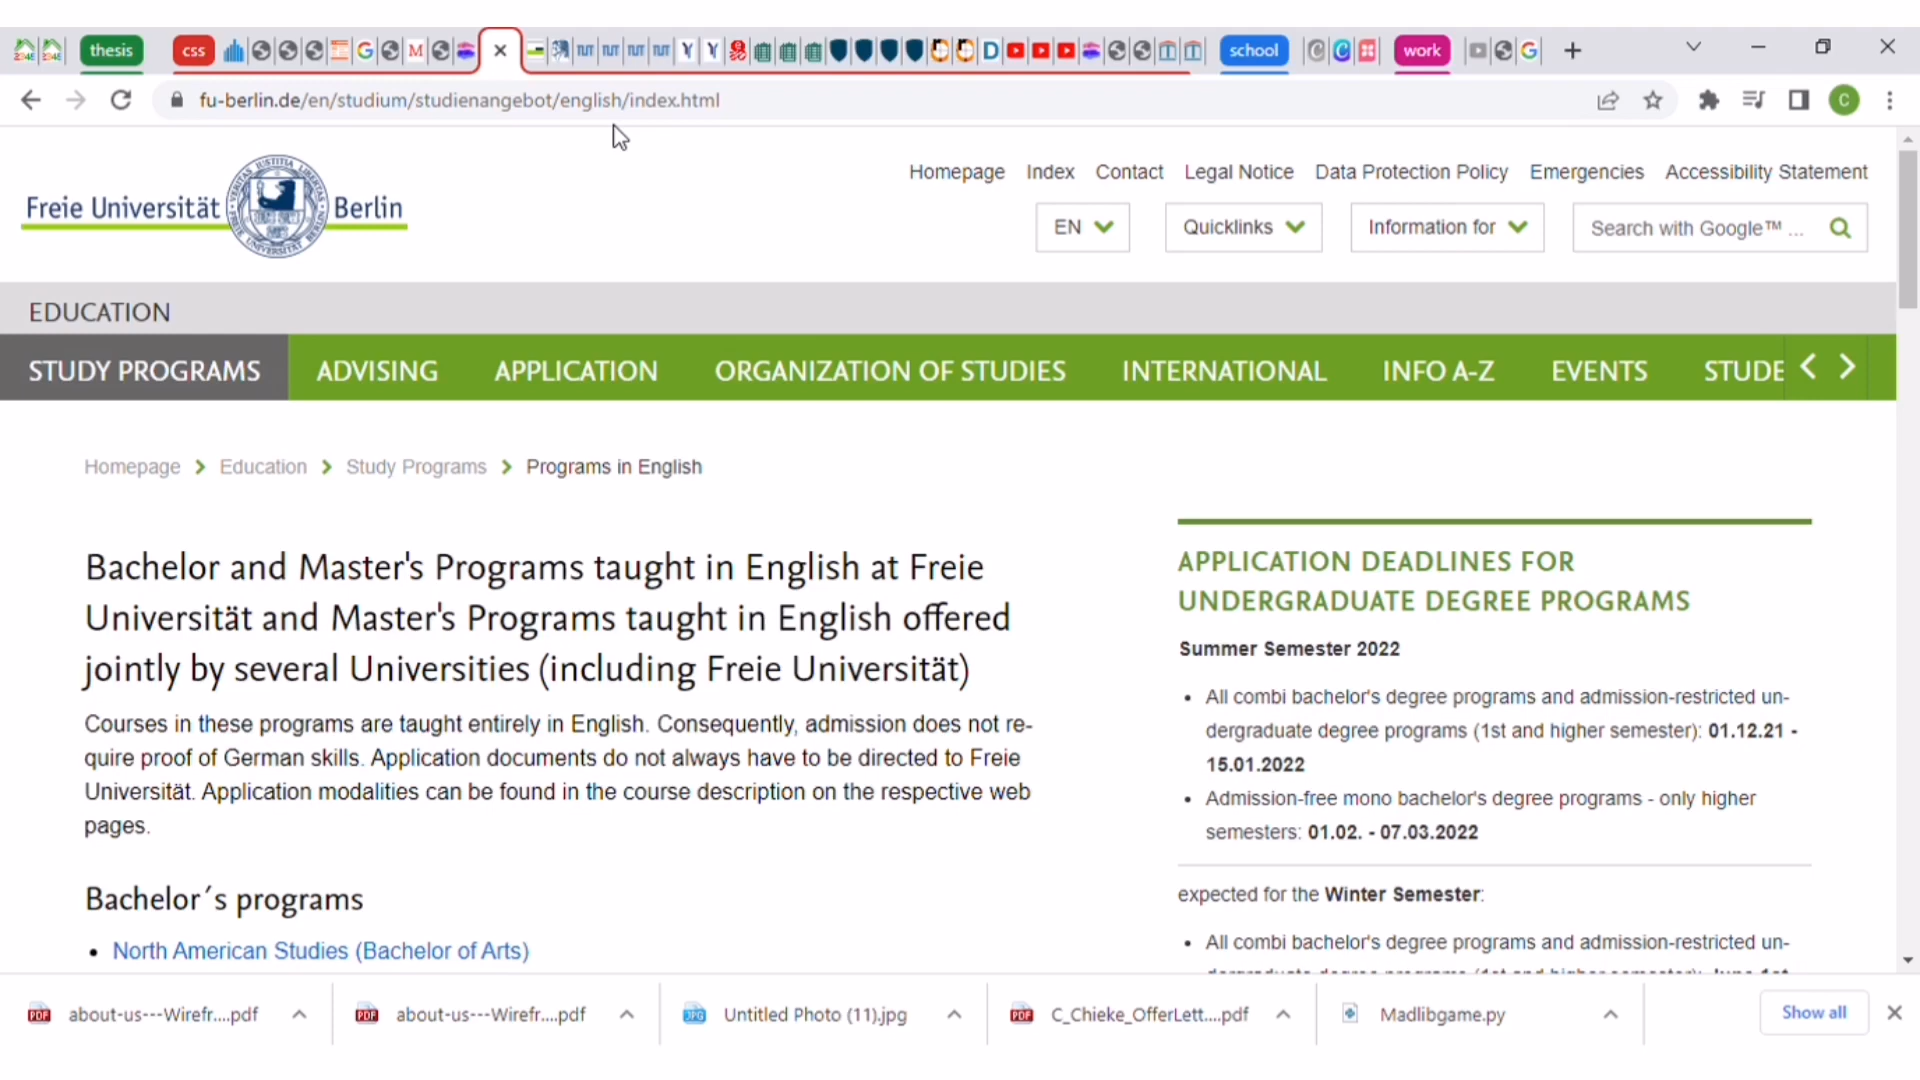 thesis
css
school
work
fu-berlin.de/en/studium/studienangebot/english/index.html
C
Homepage Index Contact Legal Notice Data Protection Policy Emergencies Accessibility Statement
Freie Universität Berlin
EN Quicklinks Information for Search with Google™ ...
EDUCATION
STUDY PROGRAMS ADVISING APPLICATION ORGANIZATION OF STUDIES INTERNATIONAL INFO A-Z EVENTS STUDE
Homepage > Education > Study Programs > Programs in English
Bachelor and Master's Programs taught in English at Freie
Universität and Master's Programs taught in English offered
jointly by several Universities (including Freie Universität)
Courses in these programs are taught entirely in English. Consequently, admission does not re-
quire proof of German skills. Application documents do not always have to be directed to Freie
Universität. Application modalities can be found in the course description on the respective web
pages.
Bachelor´s programs
• North American Studies (Bachelor of Arts)
APPLICATION DEADLINES FOR
UNDERGRADUATE DEGREE PROGRAMS
Summer Semester 2022
• All combi bachelor's degree programs and admission-restricted un-
dergraduate degree programs (1st and higher semester): 01.12.21 -
15.01.2022
• Admission-free mono bachelor's degree programs - only higher
semesters: 01.02. - 07.03.2022
expected for the Winter Semester:
• All combi bachelor's degree programs and admission-restricted un-
about-us---Wirefr....pdf
about-us---Wirefr....pdf
Untitled Photo (11).jpg
C_Chieke_OfferLett....pdf
Madlibgame.py
Show all